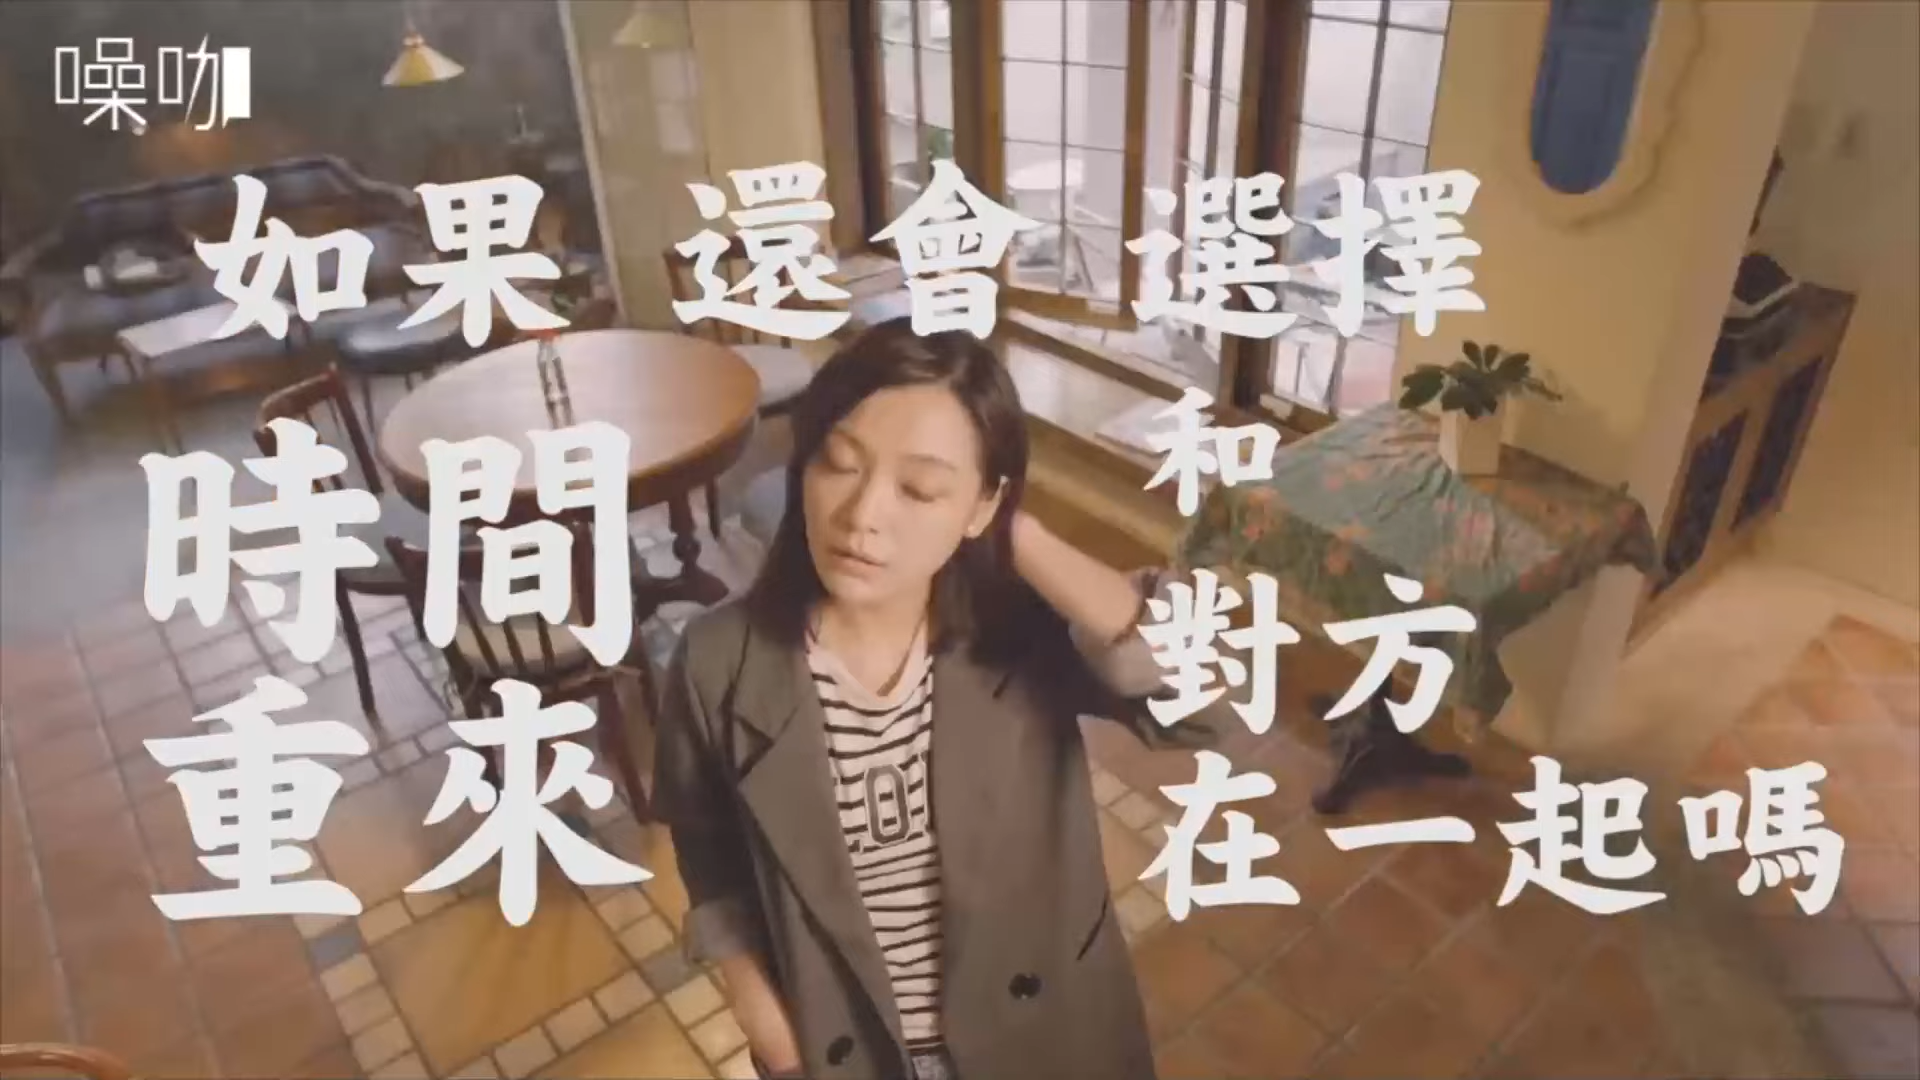 噪咖
如果 還會 選擇
時間
重來
和
對方
在一起嗎